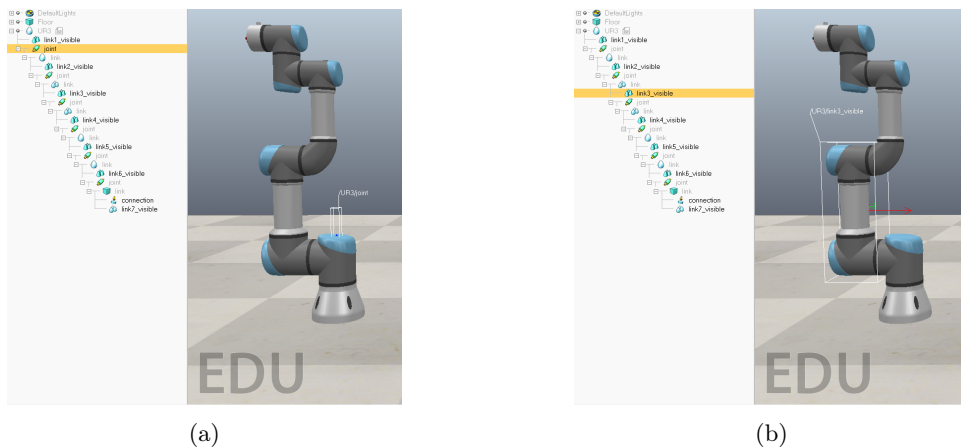 DefaultLights
Floor
UR3
link1_visible
joint
link
link2_visible
joint
link
link3_visible
joint
link
link4_visible
joint
link
link5_visible
joint
link
link6_visible
joint
link
connection
link7_visible
/UR3/joint
EDU
(a)
DefaultLights
Floor
UR3
link1_visible
joint
link
link2_visible
joint
link
link3_visible
joint
link
link4_visible
joint
link
link5_visible
joint
link
link6_visible
joint
link
connection
link7_visible
/UR3/link3_visible
EDU
(b)